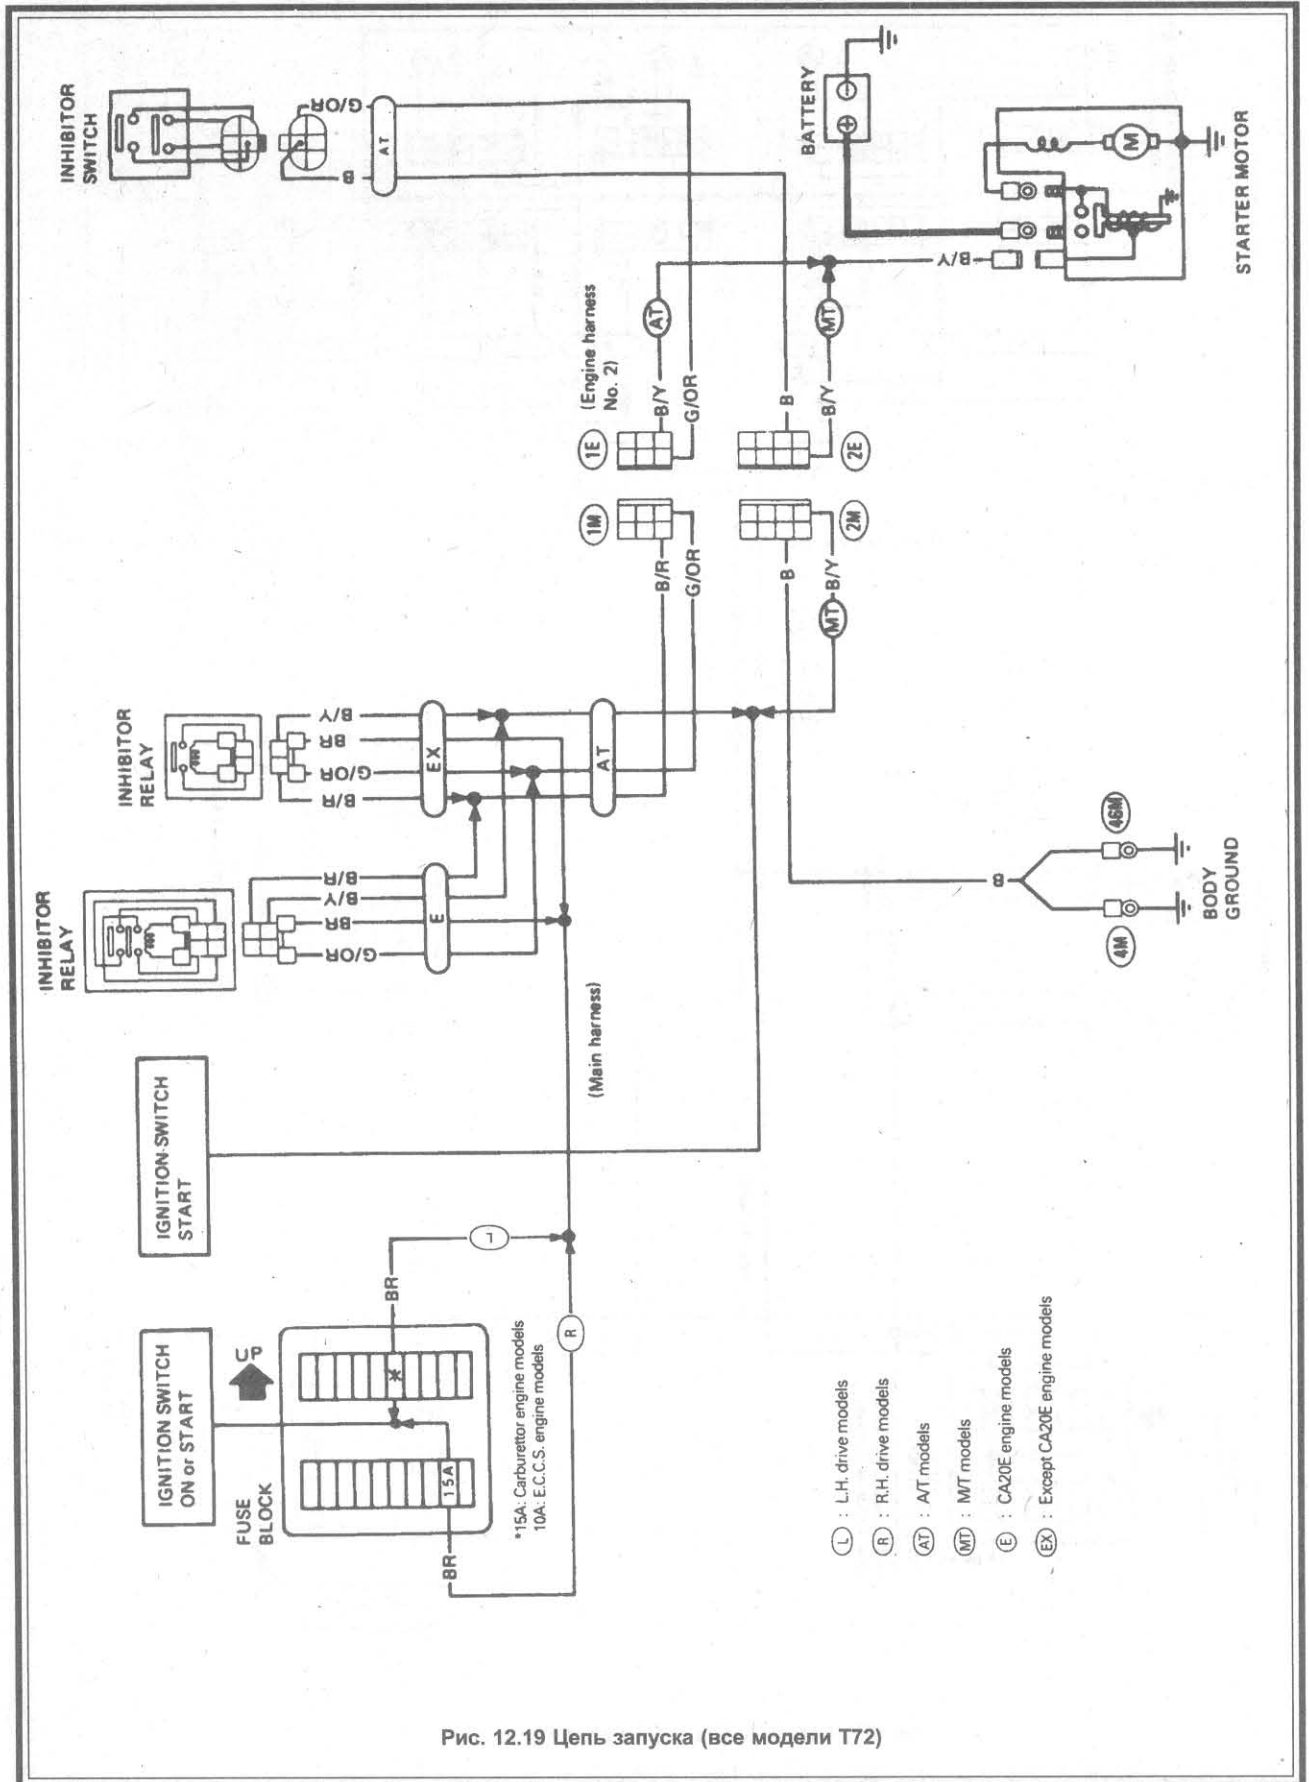 INHIBITOR
SWITCH
G/OR
B
AT
BATTERY
M
STARTER MOTOR
B/Y
AT
MT
(Engine harness
No. 2)
B/Y
G/OR
B
B/Y
1E
2E
1M
2M
B/R
G/OR
B
B/Y
MT
INHIBITOR
RELAY
B/Y
BR
G/OR
B/R
EX
AT
INHIBITOR
RELAY
B/R
B/Y
BR
G/OR
E
B
46M
4M
BODY
GROUND
(Main harness)
IGNITION SWITCH
START
IGNITION SWITCH
ON or START
UP
FUSE
BLOCK
*
15A
BR
BR
L
R
*15A: Carburettor engine models
10A: E.C.C.S. engine models
L : L.H. drive models
R : R.H. drive models
AT : A/T models
MT : M/T models
E : CA20E engine models
EX : Except CA20E engine models
Рис. 12.19 Цепь запуска (все модели Т72)